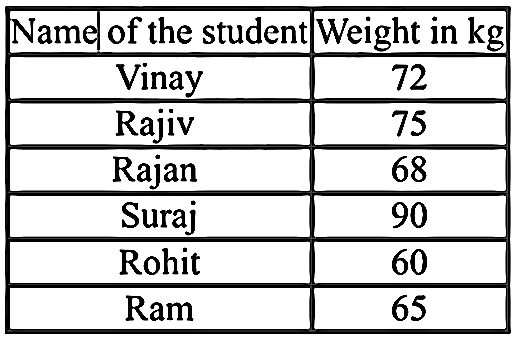 Name of the student Weight in kg
Vinay 72
Rajiv 75
Rajan 68
Suraj 90
Rohit 60
Ram 65